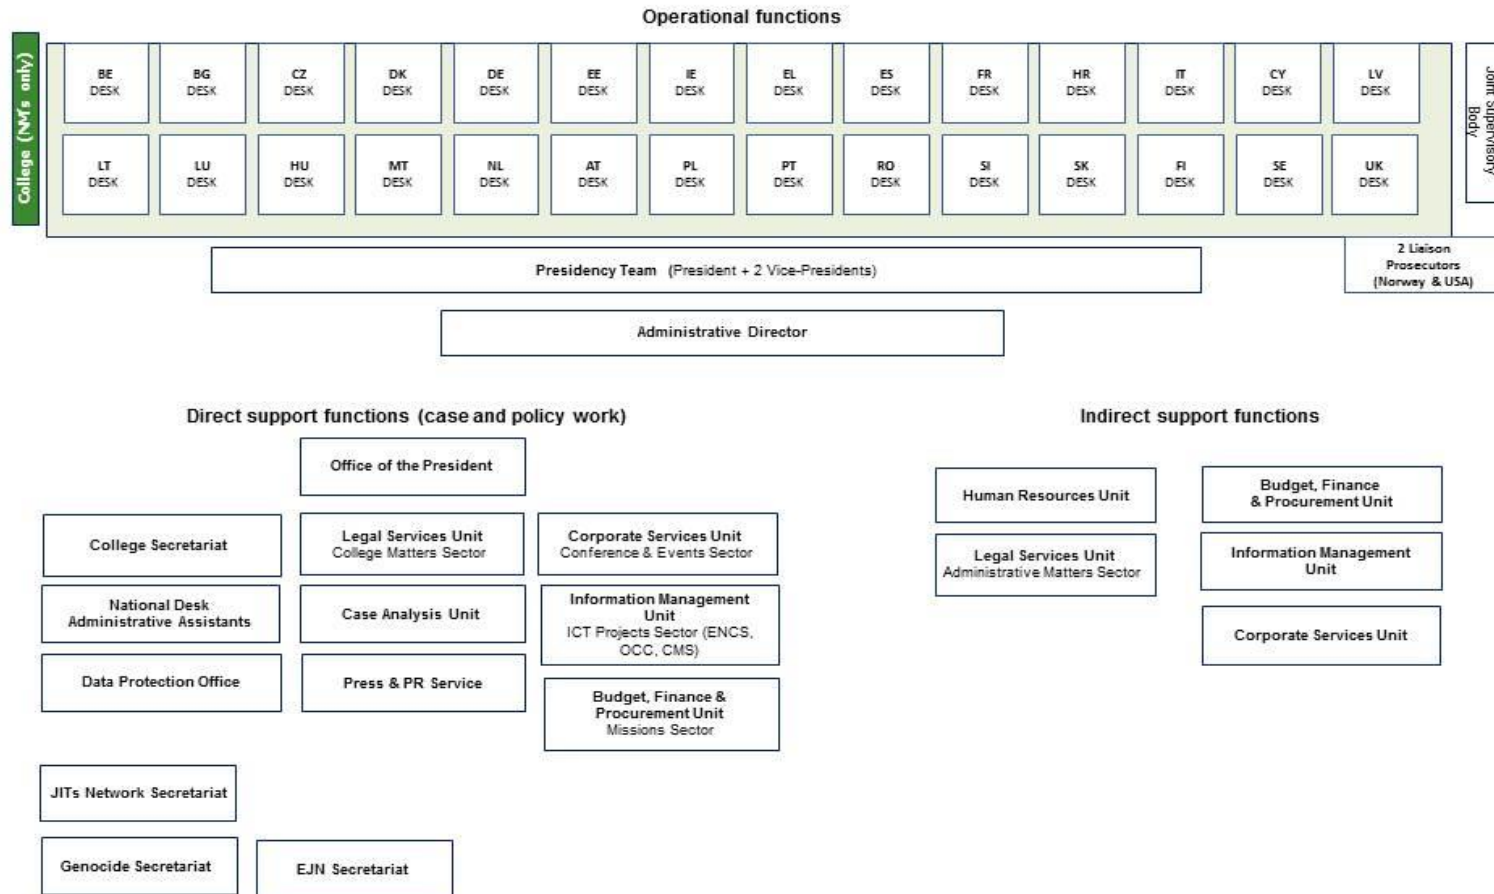 Operational functions
College (NM's only)
BE
DESK
BG
DESK
CZ
DESK
DK
DESK
DE
DESK
EE
DESK
IE
DESK
EL
DESK
ES
DESK
FR
DESK
HR
DESK
IT
DESK
CY
DESK
LV
DESK
Joint Supervisory
Body
LT
DESK
LU
DESK
HU
DESK
MT
DESK
NL
DESK
AT
DESK
PL
DESK
PT
DESK
RO
DESK
SI
DESK
SK
DESK
FI
DESK
SE
DESK
UK
DESK
Presidency Team (President + 2 Vice-Presidents)
2 Liaison
Prosecutors
(Norway & USA)
Administrative Director
Direct support functions (case and policy work)
Office of the President
College Secretariat
Legal Services Unit
College Matters Sector
Corporate Services Unit
Conference & Events Sector
National Desk
Administrative Assistants
Case Analysis Unit
Information Management
Unit
ICT Projects Sector (ENCS,
OCC, CMS)
Data Protection Office
Press & PR Service
Budget, Finance &
Procurement Unit
Missions Sector
JITs Network Secretariat
Genocide Secretariat
EJN Secretariat
Indirect support functions
Human Resources Unit
Budget, Finance
& Procurement Unit
Legal Services Unit
Administrative Matters Sector
Information Management
Unit
Corporate Services Unit